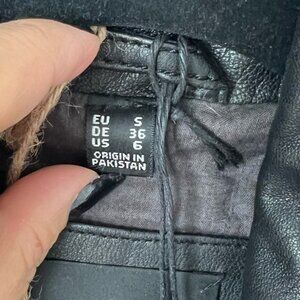 EU S
DE 36
US 6
ORIGIN IN
PAKISTAN